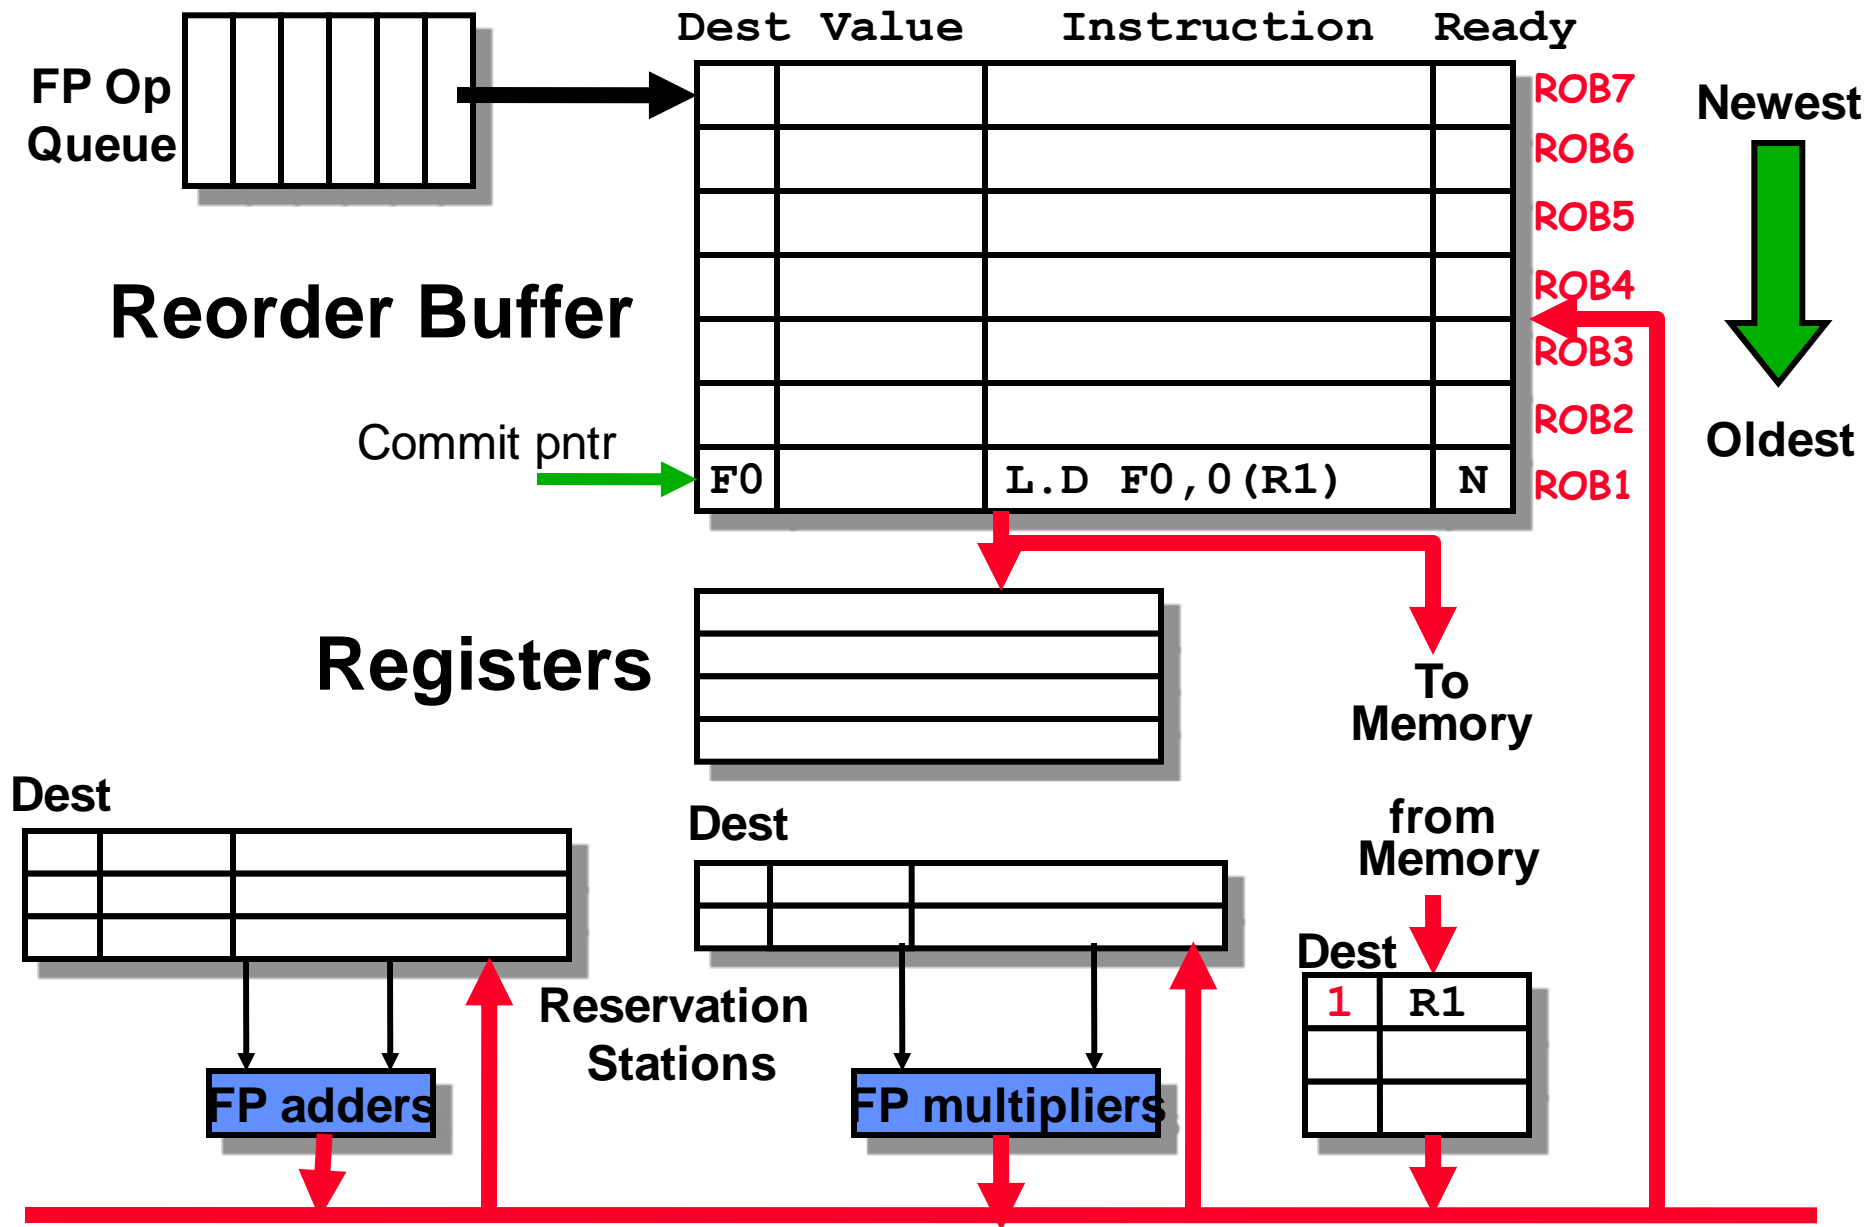 Dest Value Instruction Ready
FP Op
Queue
ROB7
Newest
ROB6
ROB5
Reorder Buffer
ROB4
ROB3
Commit pntr
ROB2
Oldest
F0 L.D F0,0(R1) N ROB1
Registers
To
Memory
Dest
Dest
from
Memory
Dest
1 R1
Reservation
Stations
FP adders
FP multipliers